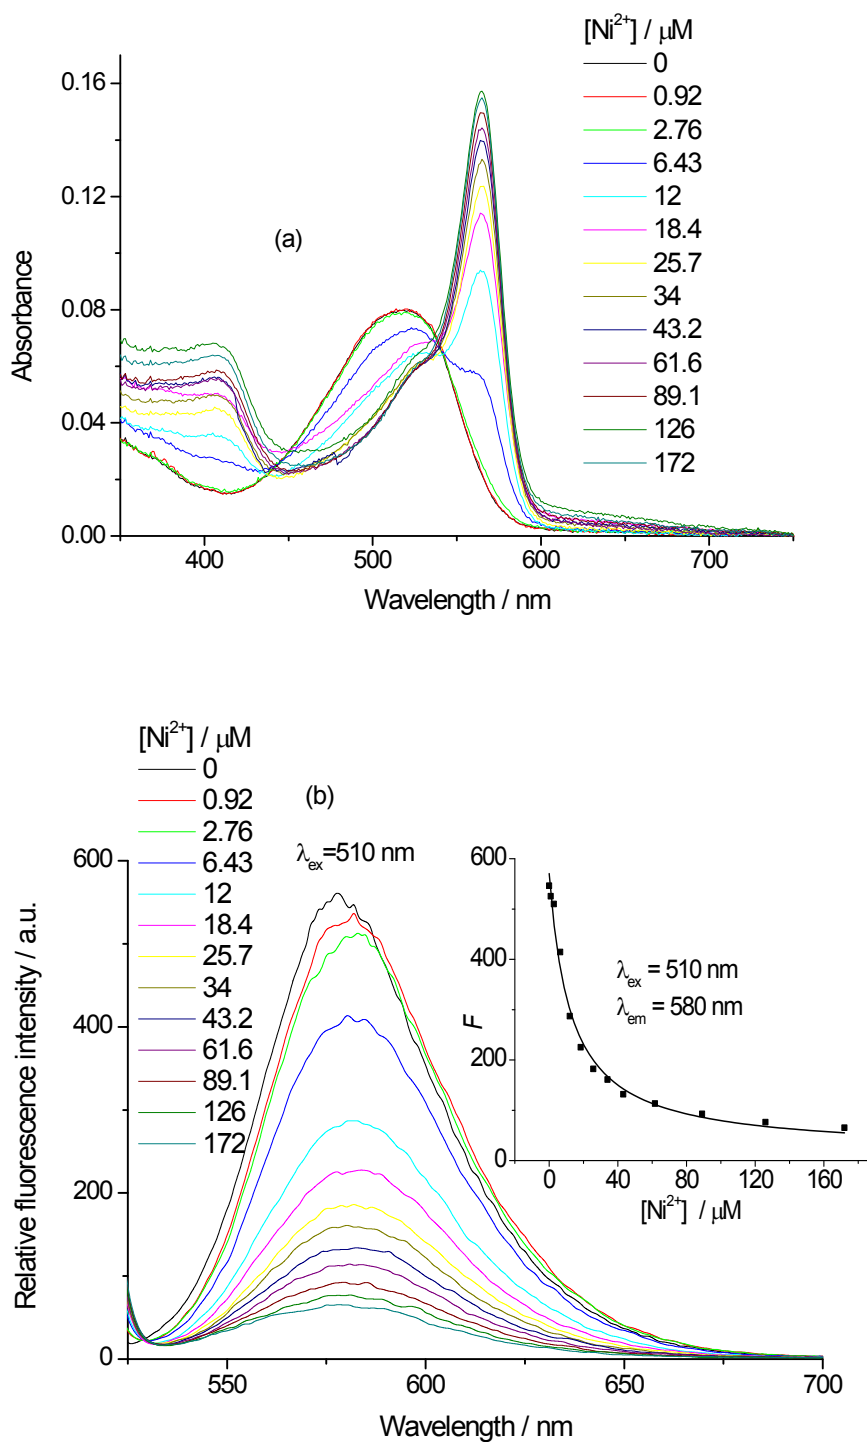 [Ni²⁺] / μM
0
0.92
2.76
6.43
12
18.4
25.7
34
43.2
61.6
89.1
126
172
(a)
0.16
0.12
0.08
0.04
0.00
Absorbance
400 500 600 700
Wavelength / nm
[Ni²⁺] / μM
0
0.92
2.76
6.43
12
18.4
25.7
34
43.2
61.6
89.1
126
172
(b)
λex=510 nm
600
400
200
0
Relative fluorescence intensity / a.u.
550 600 650 700
Wavelength / nm
600
400
200
0
F
λex = 510 nm
λem = 580 nm
0 40 80 120 160
[Ni²⁺] / μM